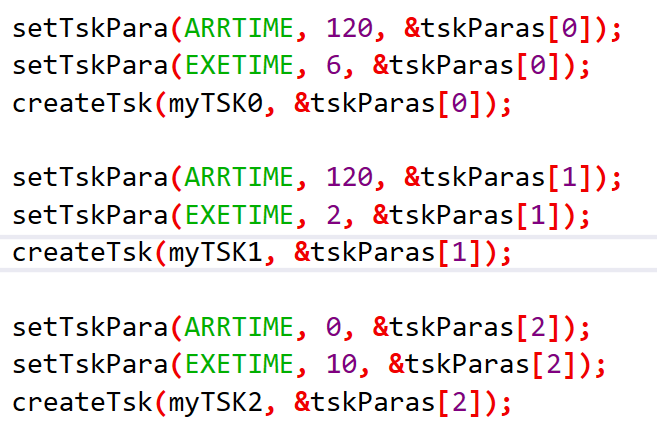 setTskPara(ARRTIME, 120, &tskParas[0]);
setTskPara(EXETIME, 6, &tskParas[0]);
createTsk(myTSK0, &tskParas[0]);
setTskPara(ARRTIME, 120, &tskParas[1]);
setTskPara(EXETIME, 2, &tskParas[1]);
createTsk(myTSK1, &tskParas[1]);
setTskPara(ARRTIME, 0, &tskParas[2]);
setTskPara(EXETIME, 10, &tskParas[2]);
createTsk(myTSK2, &tskParas[2]);